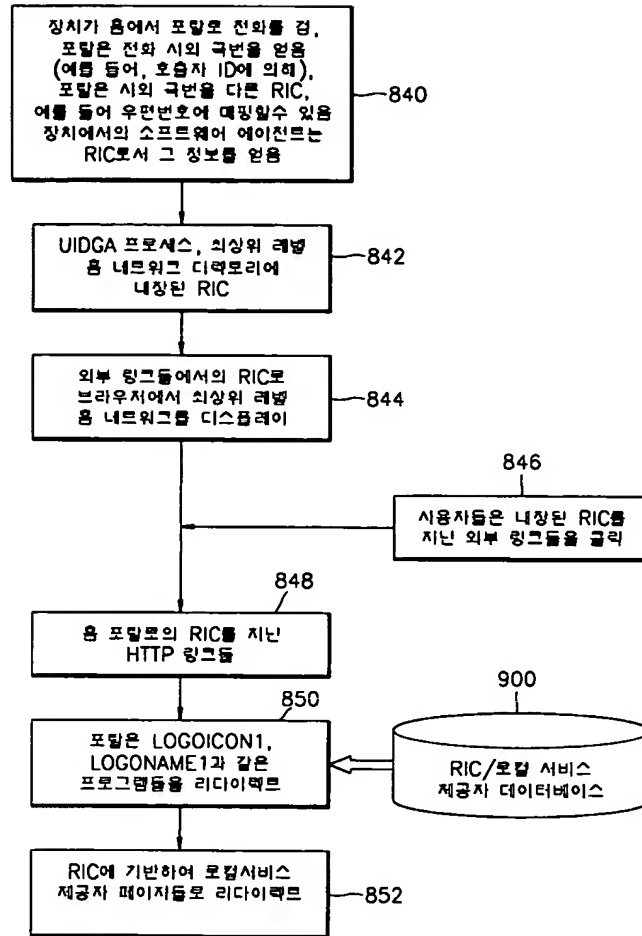 장치가 홈에서 포탈로 전화를 검,
포탈은 전화 시외 국번을 얻음
(예를 들어, 호출자 ID에 의해),
포탈은 시외 국번을 다른 RIC,
예를 들어 우편번호에 매핑할수 있음
장치에서의 소프트웨어 에이전트는
RIC로서 그 정보를 얻음
840
UIDGA 프로세스, 최상위 레벨
홈 네트워크 디렉토리에
내장된 RIC
842
외부 링크들에서의 RIC로
브라우저에서 최상위 레벨
홈 네트워크를 디스플레이
844
846
사용자들은 내장된 RIC를
지닌 외부 링크들을 클릭
848
홈 포탈로의 RIC를 지닌
HTTP 링크들
850
포탈은 LOGOICON1,
LOGONAME1과 같은
프로그램들을 리다이렉트
900
RIC/로컬 서비스
제공자 데이터베이스
RIC에 기반하여 로컬서비스
제공자 페이지들로 리다이렉트
852